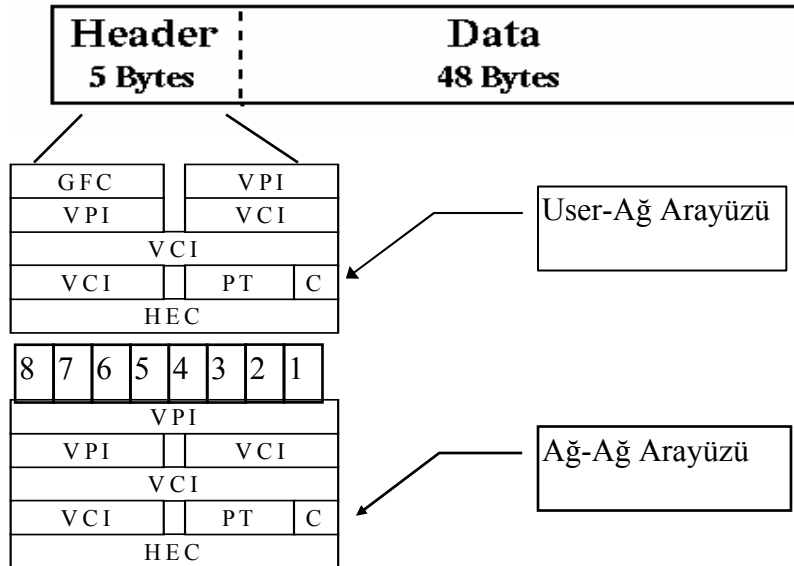 Header Data
5 Bytes 48 Bytes
GFC VPI
VPI VCI
VCI
VCI PT C
HEC
User-Ağ Arayüzü
8 7 6 5 4 3 2 1
VPI
VPI VCI
VCI
VCI PT C
HEC
Ağ-Ağ Arayüzü